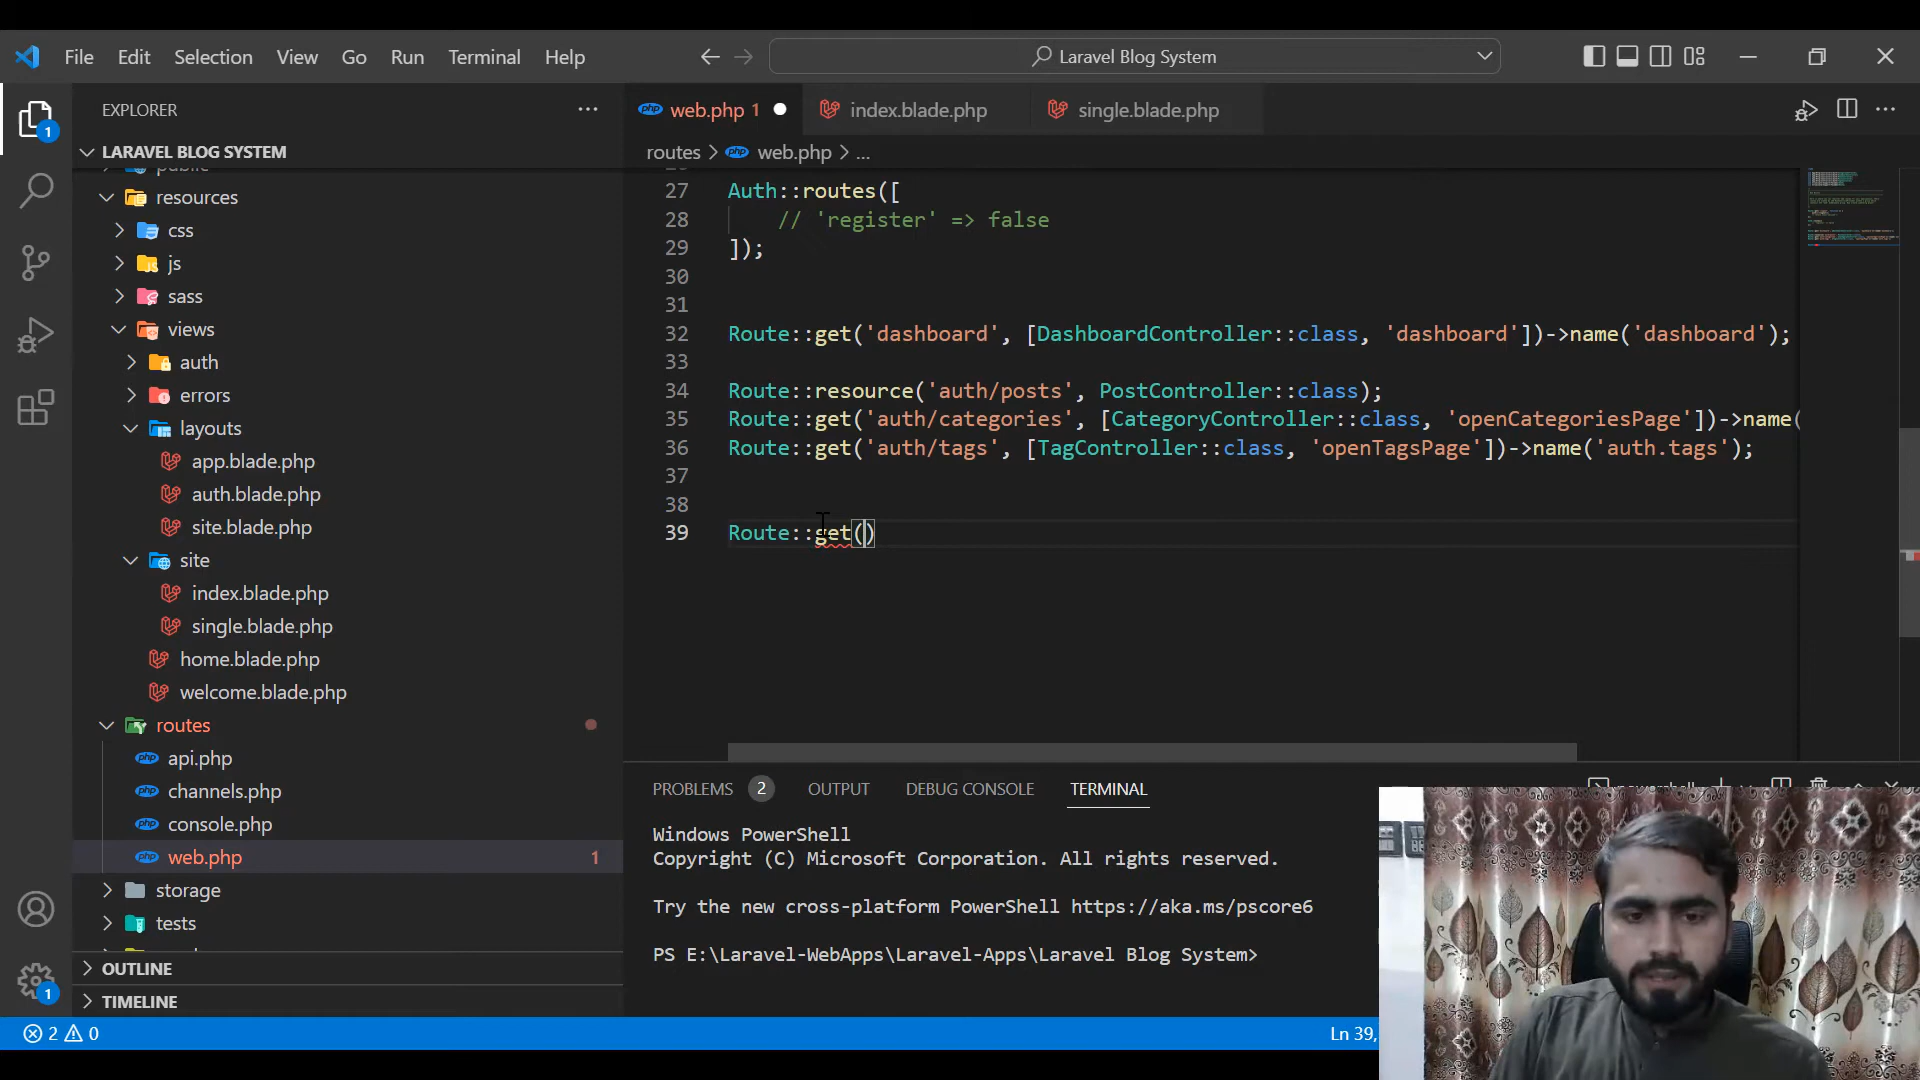 File Edit Selection View Go Run Terminal Help
Laravel Blog System
EXPLORER
LARAVEL BLOG SYSTEM
public
resources
css
js
sass
views
auth
errors
layouts
app.blade.php
auth.blade.php
site.blade.php
site
index.blade.php
single.blade.php
home.blade.php
welcome.blade.php
routes
api.php
channels.php
console.php
web.php 1
storage
tests
OUTLINE
TIMELINE
1
1
web.php 1
index.blade.php
single.blade.php
routes > web.php > ...
27 Auth::routes([
28 // 'register' => false
29 ]);
30
31
32 Route::get('dashboard', [DashboardController::class, 'dashboard'])->name('dashboard');
33
34 Route::resource('auth/posts', PostController::class);
35 Route::get('auth/categories', [CategoryController::class, 'openCategoriesPage'])->name(
36 Route::get('auth/tags', [TagController::class, 'openTagsPage'])->name('auth.tags');
37
38
39 Route::get()
PROBLEMS 2 OUTPUT DEBUG CONSOLE TERMINAL
Windows PowerShell
Copyright (C) Microsoft Corporation. All rights reserved.
Try the new cross-platform PowerShell https://aka.ms/pscore6
PS E:\Laravel-WebApps\Laravel-Apps\Laravel Blog System>
2 0
Ln 39,